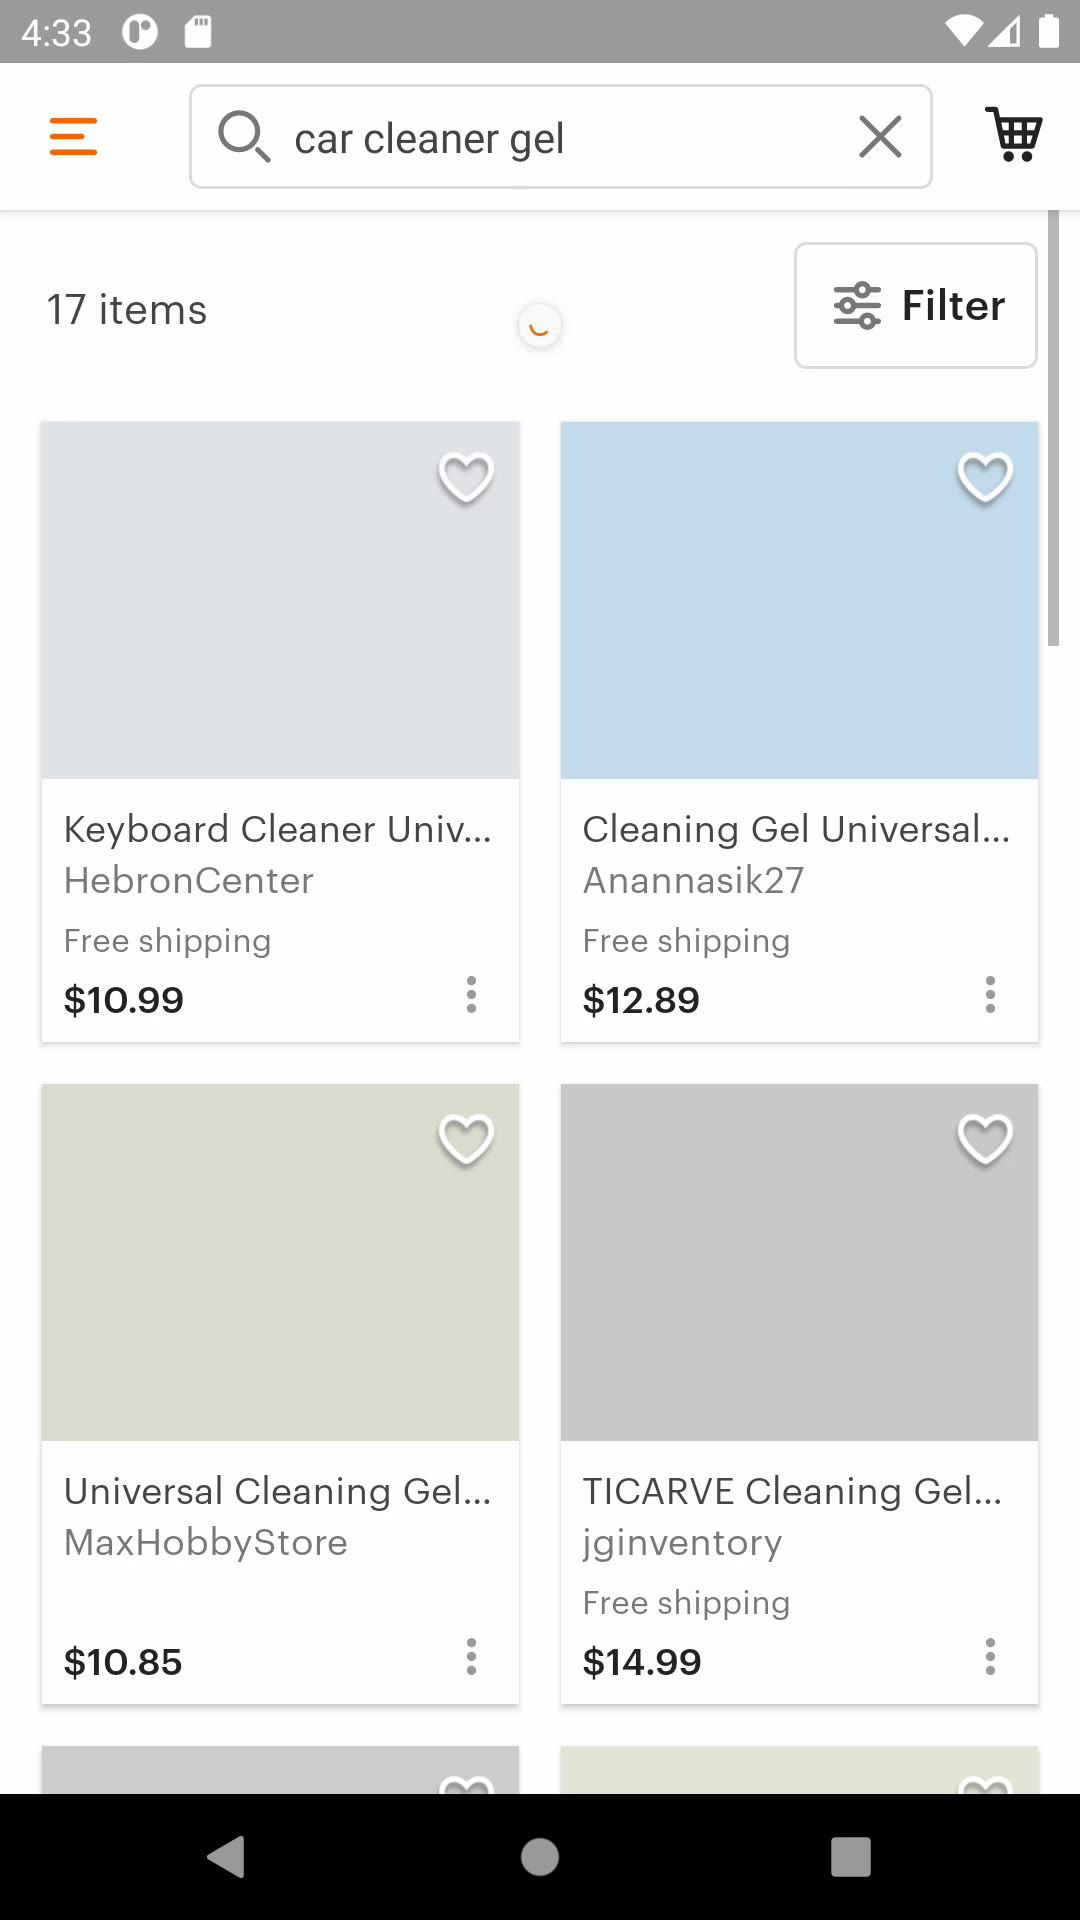 4:33
car cleaner gel
17 items
Filter
Keyboard Cleaner Univ...
HebronCenter
Free shipping
$10.99
Cleaning Gel Universal...
Anannasik27
Free shipping
$12.89
Universal Cleaning Gel...
MaxHobbyStore
$10.85
TICARVE Cleaning Gel...
jginventory
Free shipping
$14.99